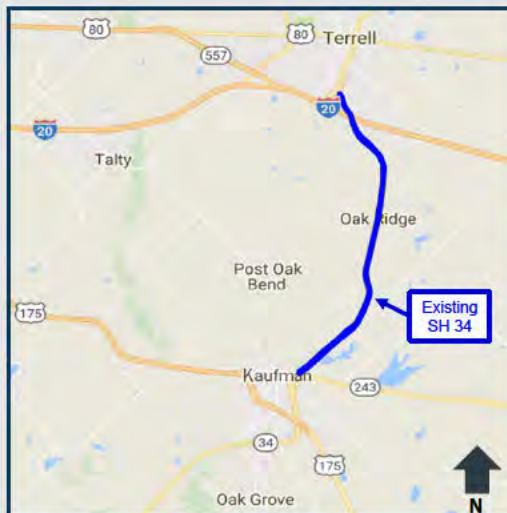 80
80
Terrell
557
20
20
Talty
Oak Ridge
Post Oak
Bend
Existing
SH 34
175
Kaufman
243
34
175
Oak Grove
N